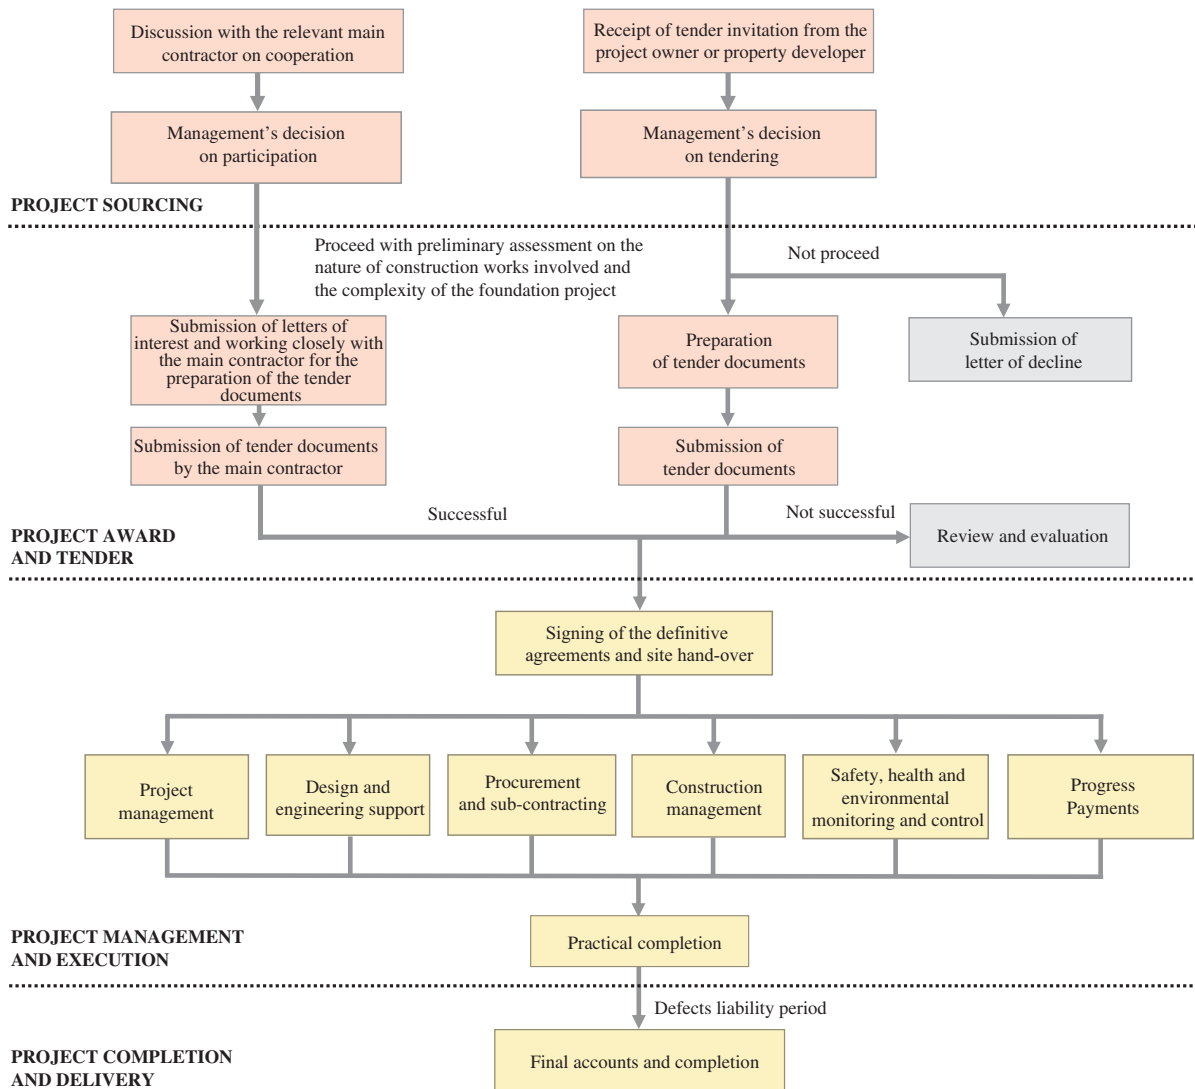 Discussion with the relevant main
contractor on cooperation
Receipt of tender invitation from the
project owner or property developer
Management’s decision
on participation
Management’s decision
on tendering
PROJECT SOURCING
Proceed with preliminary assessment on the
nature of construction works involved and
the complexity of the foundation project
Not proceed
Submission of letters of
interest and working closely with
the main contractor for the
preparation of the tender
documents
Preparation
of tender documents
Submission of
letter of decline
Submission of tender documents
by the main contractor
Submission of
tender documents
Successful
Not successful
PROJECT AWARD
AND TENDER
Review and evaluation
Signing of the definitive
agreements and site hand-over
Project
management
Design and
engineering support
Procurement
and sub-contracting
Construction
management
Safety, health and
environmental
monitoring and control
Progress
Payments
PROJECT MANAGEMENT
AND EXECUTION
Practical completion
Defects liability period
PROJECT COMPLETION
AND DELIVERY
Final accounts and completion